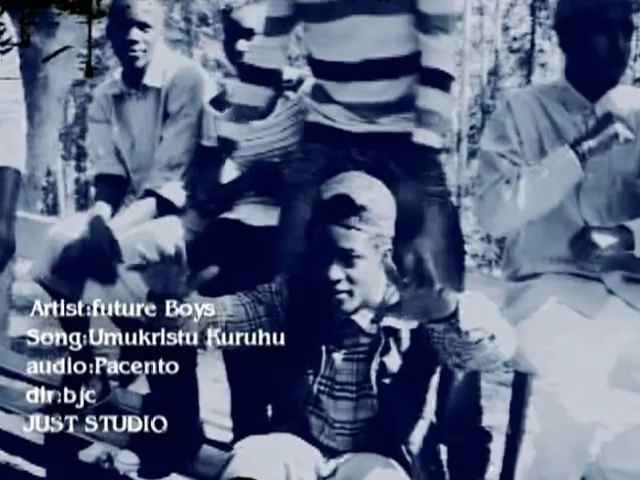 Artist:future Boys
Song:Umukristu Kuruhu
audio:Pacento
dir:bjc
JUST STUDIO